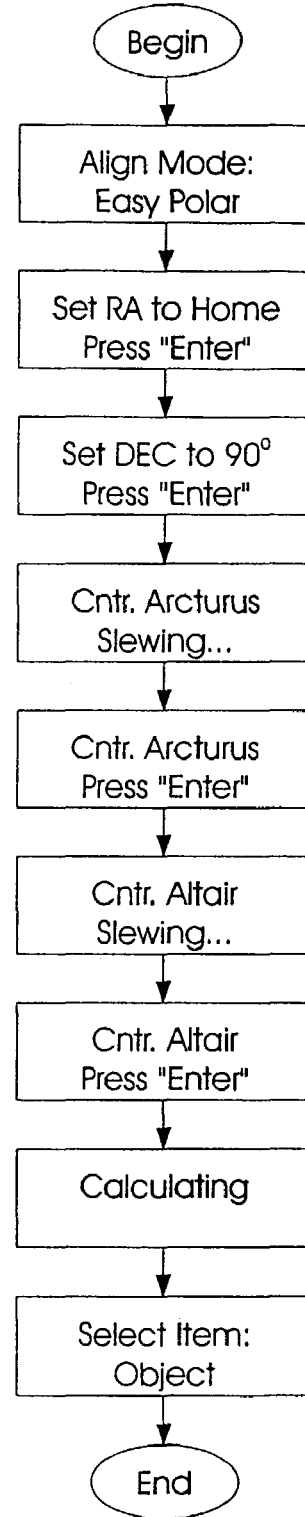 Begin
Align Mode:
Easy Polar
Set RA to Home
Press "Enter"
Set DEC to 90°
Press "Enter"
Cntr. Arcturus
Slewing...
Cntr. Arcturus
Press "Enter"
Cntr. Altair
Slewing...
Cntr. Altair
Press "Enter"
Calculating
Select Item:
Object
End